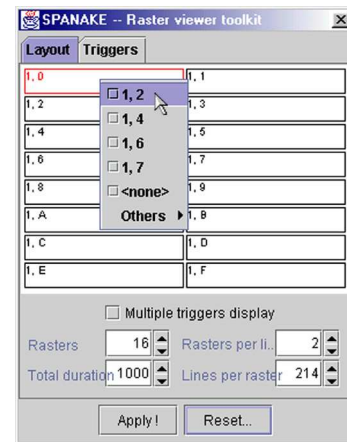 SPANAKE -- Raster viewer toolkit
Layout Triggers
1, 0 1, 1
1, 2
1, 2 1, 3
1, 4
1, 4 1, 5
1, 6
1, 6 1, 7
1, 7
1, 8 1, 9
<none>
1, A 1, B
Others
1, C 1, D
1, E 1, F
Multiple triggers display
Rasters 16 Rasters per li.. 2
Total duration 1000 Lines per raster 214
Apply! Reset...